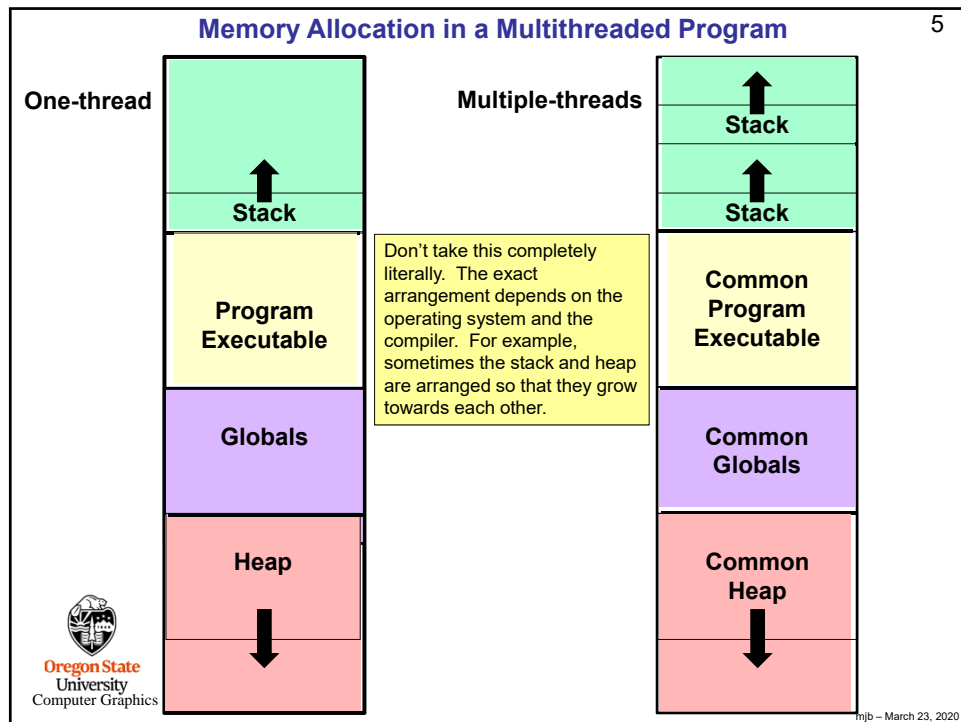 Memory Allocation in a Multithreaded Program
5
One-thread
Stack
Program
Executable
Globals
Heap
Multiple-threads
Stack
Stack
Common
Program
Executable
Common
Globals
Common
Heap
Don’t take this completely
literally.  The exact
arrangement depends on the
operating system and the
compiler.  For example,
sometimes the stack and heap
are arranged so that they grow
towards each other.
Oregon State
University
Computer Graphics
mjb – March 23, 2020